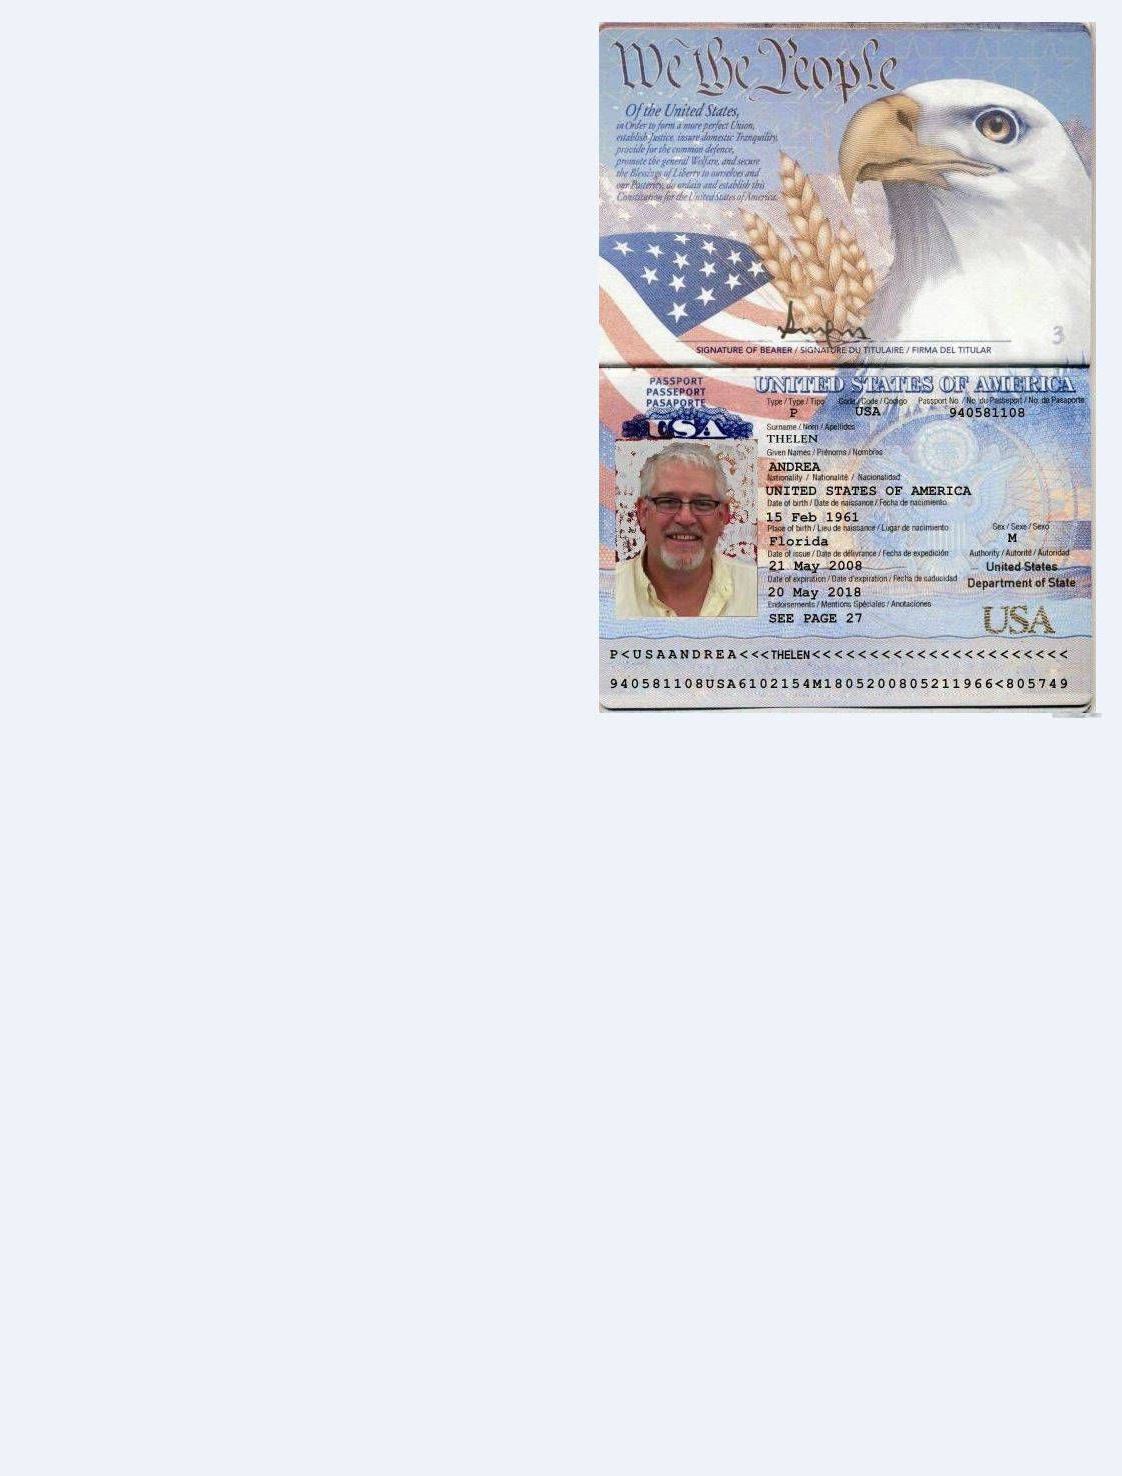 We the People
Of the United States,
in Order to form a more perfect Union,
establish Justice, insure domestic Tranquility,
provide for the common defence,
promote the general Welfare, and secure
the Blessings of Liberty to ourselves and
our Posterity, do ordain and establish this
Constitution for the United States of America.
3
SIGNATURE OF BEARER / SIGNATURE DU TITULAIRE / FIRMA DEL TITULAR
PASSPORT
PASSEPORT
PASAPORTE
USA
UNITED STATES OF AMERICA
Type / Type / Tipo Code / Code / Codigo Passport No. / No. du Passeport / No. de Pasaporte
P USA 940581108
Surname / Nom / Apellidos
THELEN
Given Names / Prénoms / Nombres
ANDREA
Nationality / Nationalité / Nacionalidad
UNITED STATES OF AMERICA
Date of birth / Date de naissance / Fecha de nacimiento
15 Feb 1961
Place of birth / Lieu de naissance / Lugar de nacimiento Sex / Sexe / Sexo
Florida M
Date of issue / Date de délivrance / Fecha de expedición Authority / Autorité / Autoridad
21 May 2008 United States
Date of expiration / Date d'expiration / Fecha de caducidad Department of State
20 May 2018
Endorsements / Mentions Spéciales / Anotaciones
SEE PAGE 27 USA
P<USAANDREA<<<THELEN<<<<<<<<<<<<<<<<<<<<<<
940581108USA6102154M1805200805211966<805749